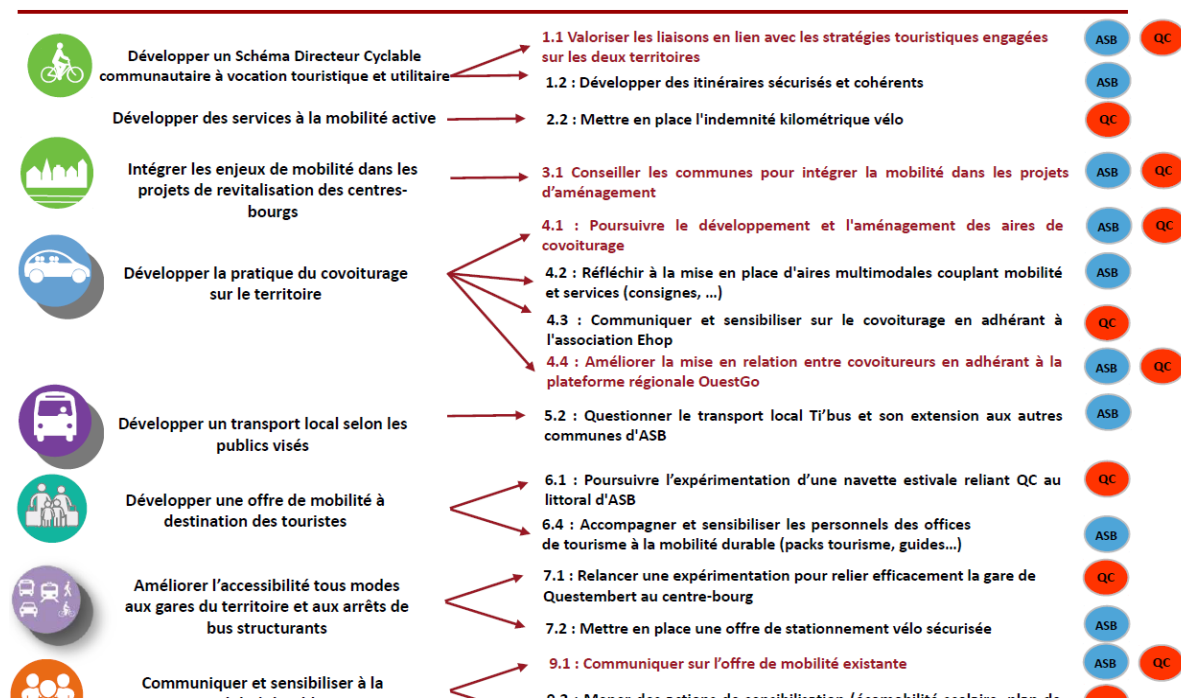 Développer un Schéma Directeur Cyclable
communautaire à vocation touristique et utilitaire
1.1 Valoriser les liaisons en lien avec les stratégies touristiques engagées
sur les deux territoires
ASB QC
1.2 : Développer des itinéraires sécurisés et cohérents
ASB
Développer des services à la mobilité active
2.2 : Mettre en place l'indemnité kilométrique vélo
QC
Intégrer les enjeux de mobilité dans les
projets de revitalisation des centres-
bourgs
3.1 Conseiller les communes pour intégrer la mobilité dans les projets
d’aménagement
ASB QC
Développer la pratique du covoiturage
sur le territoire
4.1 : Poursuivre le développement et l'aménagement des aires de
covoiturage
ASB QC
4.2 : Réfléchir à la mise en place d'aires multimodales couplant mobilité
et services (consignes, ...)
ASB
4.3 : Communiquer et sensibiliser sur le covoiturage en adhérant à
l'association Ehop
QC
4.4 : Améliorer la mise en relation entre covoitureurs en adhérant à la
plateforme régionale OuestGo
ASB QC
Développer un transport local selon les
publics visés
5.2 : Questionner le transport local Ti’bus et son extension aux autres
communes d'ASB
ASB
Développer une offre de mobilité à
destination des touristes
6.1 : Poursuivre l’expérimentation d’une navette estivale reliant QC au
littoral d'ASB
QC
6.4 : Accompagner et sensibiliser les personnels des offices
de tourisme à la mobilité durable (packs tourisme, guides…)
ASB
Améliorer l’accessibilité tous modes
aux gares du territoire et aux arrêts de
bus structurants
7.1 : Relancer une expérimentation pour relier efficacement la gare de
Questembert au centre-bourg
QC
7.2 : Mettre en place une offre de stationnement vélo sécurisée
ASB
Communiquer et sensibiliser à la
9.1 : Communiquer sur l’offre de mobilité existante
ASB QC